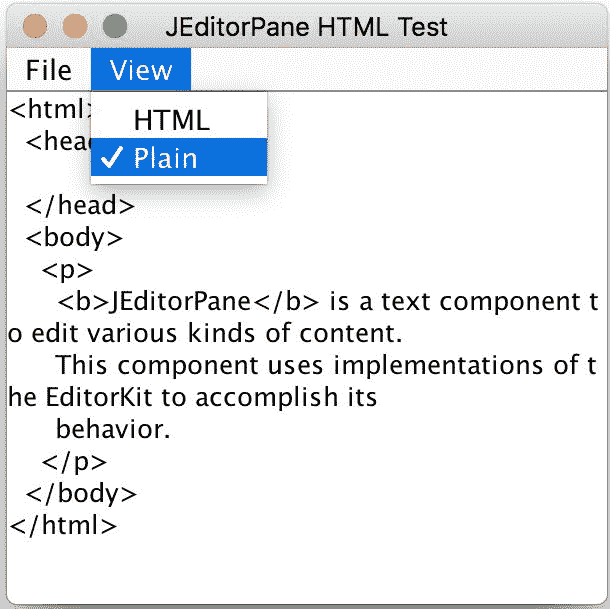 JEditorPane HTML Test
File View
HTML
✓ Plain
<html>
<head
</head>
<body>
<p>
<b>JEditorPane</b> is a text component t
o edit various kinds of content.
This component uses implementations of t
he EditorKit to accomplish its
behavior.
</p>
</body>
</html>